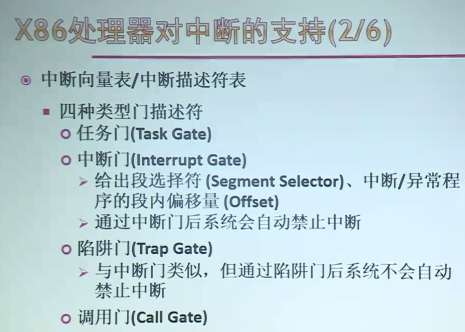 X86处理器对中断的支持(2/6)
中断向量表/中断描述符表
四种类型门描述符
任务门(Task Gate)
中断门(Interrupt Gate)
给出段选择符 (Segment Selector)、中断/异常程
序的段内偏移量 (Offset)
通过中断门后系统会自动禁止中断
陷阱门(Trap Gate)
与中断门类似，但通过陷阱门后系统不会自动
禁止中断
调用门(Call Gate)